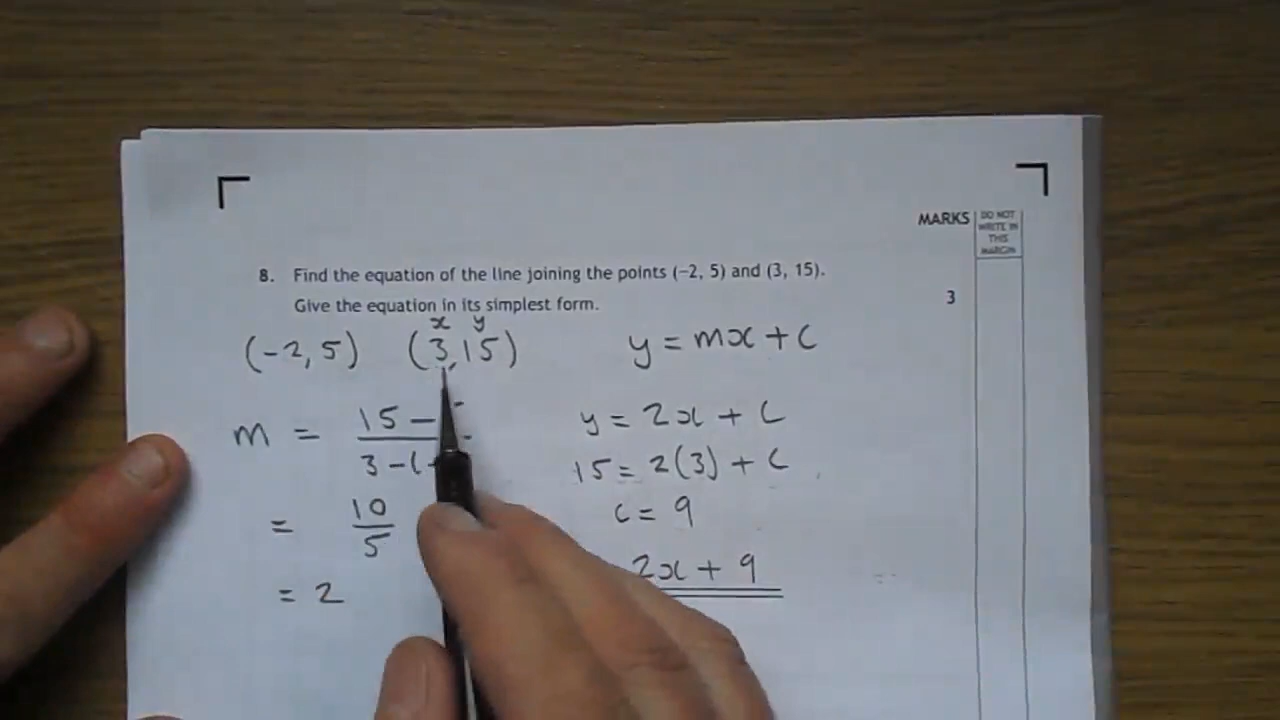 MARKS
DO NOT
WRITE IN
THIS
MARGIN
8. Find the equation of the line joining the points (−2, 5) and (3, 15).
Give the equation in its simplest form.
3
x y
(-2,5) (3,15)
y = mx + c
m = 15 –
3 - (
= 10
5
= 2
y = 2x + c
15 = 2(3) + c
c = 9
2x + 9